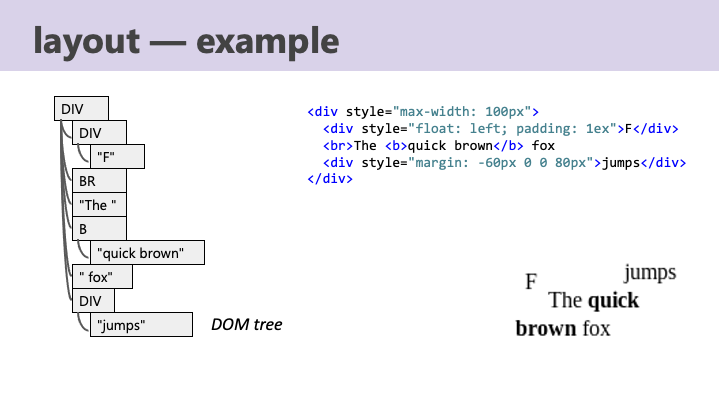 layout — example
DIV
DIV
"F"
BR
"The "
B
"quick brown"
" fox"
DIV
"jumps"
DOM tree
<div style="max-width: 100px">
<div style="float: left; padding: 1ex">F</div>
<br>The <b>quick brown</b> fox
<div style="margin: -60px 0 0 80px">jumps</div>
</div>
F
jumps
The quick
brown fox